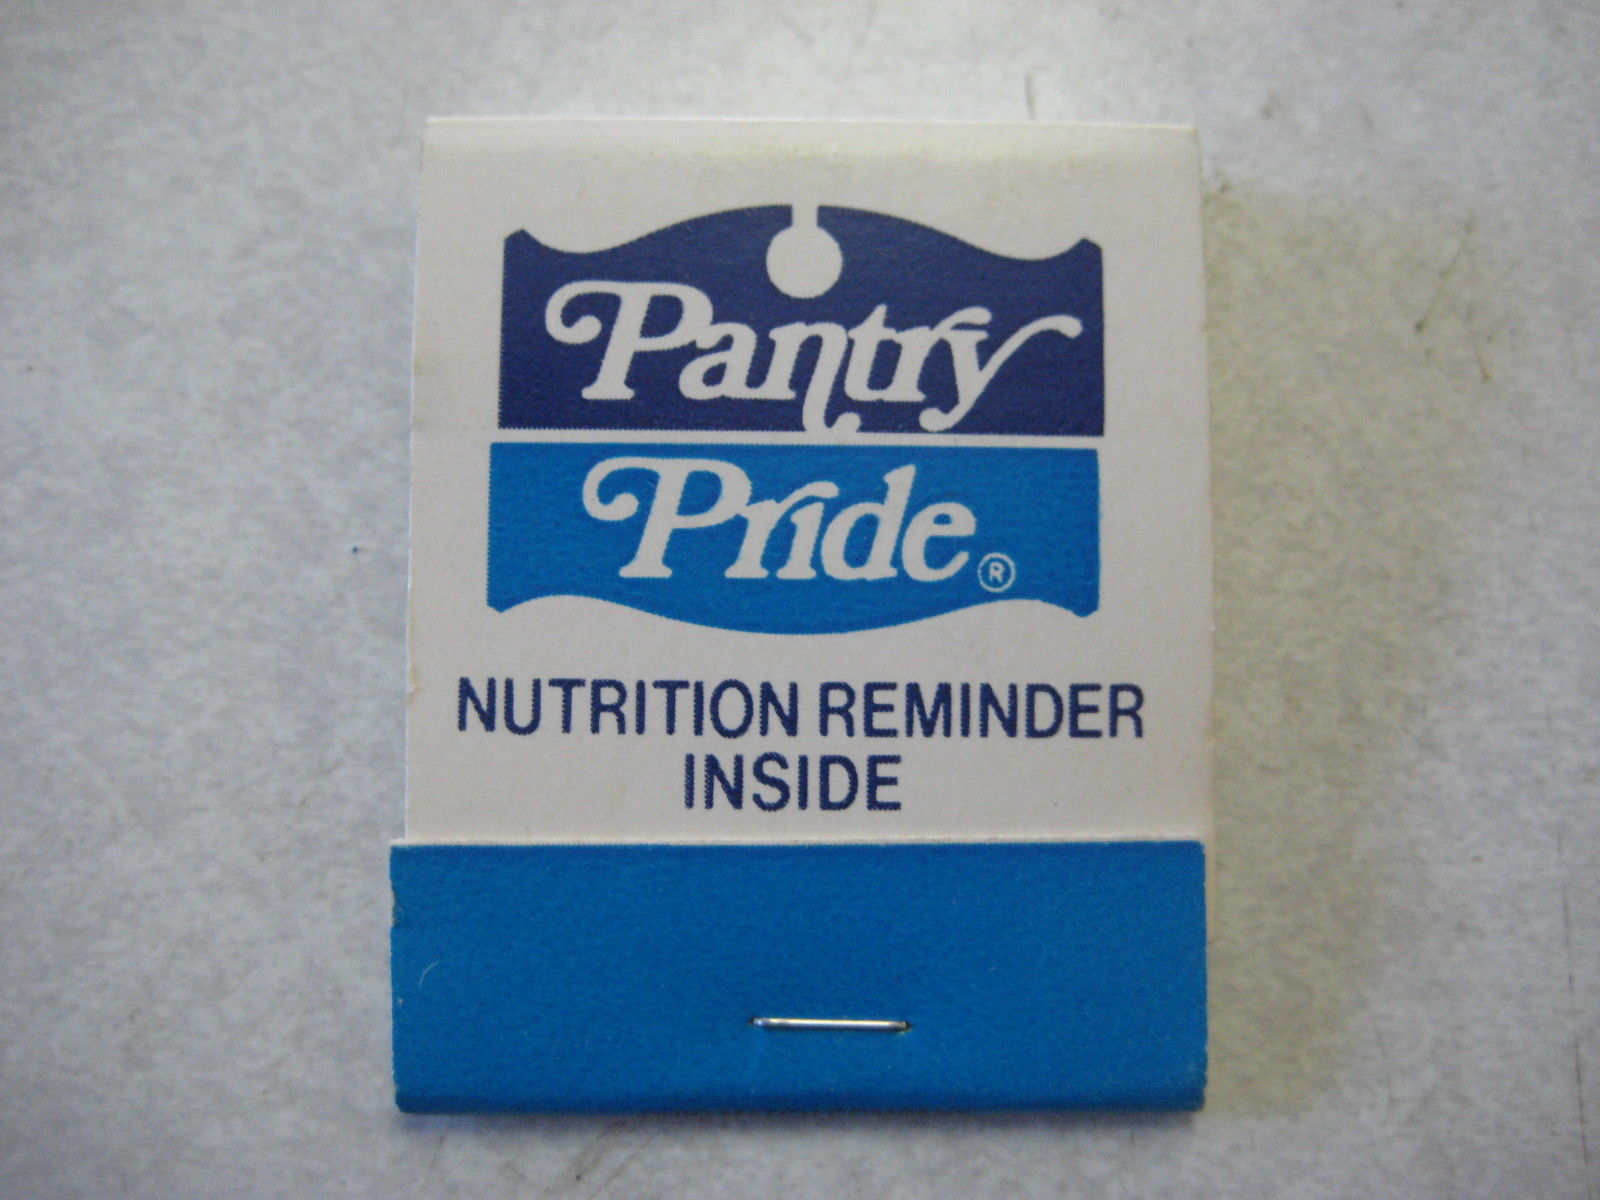 Pantry
Pride®
NUTRITION REMINDER
INSIDE